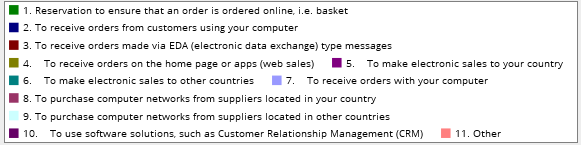 1. Reservation to ensure that an order is ordered online, i.e. basket
2. To receive orders from customers using your computer
3. To receive orders made via EDA (electronic data exchange) type messages
4. To receive orders on the home page or apps (web sales) 5. To make electronic sales to your country
6. To make electronic sales to other countries 7. To receive orders with your computer
8. To purchase computer networks from suppliers located in your country
9. To purchase computer networks from suppliers located in other countries
10. To use software solutions, such as Customer Relationship Management (CRM) 11. Other